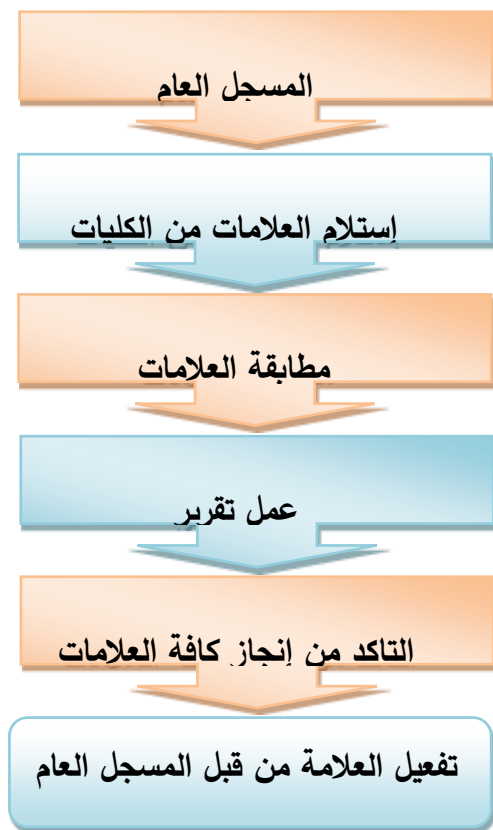 المسجل العام
إستلام العلامات من الكليات
مطابقة العلامات
عمل تقرير
التاكد من إنجاز كافة العلامات
تفعيل العلامة من قبل المسجل العام